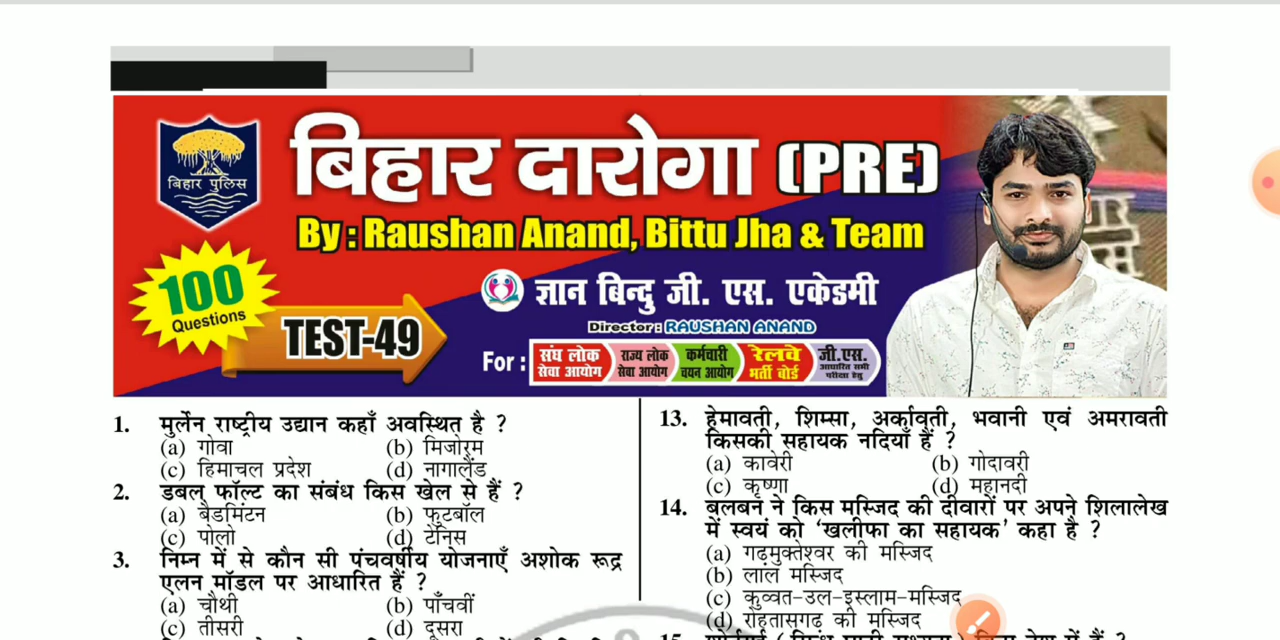 बिहार पुलिस
बिहार दारोगा (PRE)
By : Raushan Anand, Bittu Jha & Team
100
Questions
TEST-49
ज्ञान बिन्दु जी. एस. एकेडमी
Director : RAUSHAN ANAND
For :
संघ लोक
सेवा आयोग
राज्य लोक
सेवा आयोग
कर्मचारी
चयन आयोग
रेलवे
भर्ती बोर्ड
जी.एस.
आधारित सभी
परीक्षा हेतु
1. मुर्लेन राष्ट्रीय उद्यान कहाँ अवस्थित है ?
(a) गोवा (b) मिजोरम
(c) हिमाचल प्रदेश (d) नागालैंड
2. डबल फॉल्ट का संबंध किस खेल से हैं ?
(a) बैडमिंटन (b) फुटबॉल
(c) पोलो (d) टेनिस
3. निम्न में से कौन सी पंचवर्षीय योजनाएँ अशोक रूद्र
एलन मॉडल पर आधारित हैं ?
(a) चौथी (b) पाँचवीं
(c) तीसरी (d) दूसरा
13. हेमावती, शिम्सा, अर्कावती, भवानी एवं अमरावती
किसकी सहायक नदियाँ हैं ?
(a) कावेरी (b) गोदावरी
(c) कृष्णा (d) महानदी
14. बलबन ने किस मस्जिद की दीवारों पर अपने शिलालेख
में स्वयं को ‘खलीफा का सहायक’ कहा है ?
(a) गढ़मुक्तेश्वर की मस्जिद
(b) लाल मस्जिद
(c) कुव्वत-उल-इस्लाम-मस्जिद
(d) रोहतासगढ़ की मस्जिद
15.